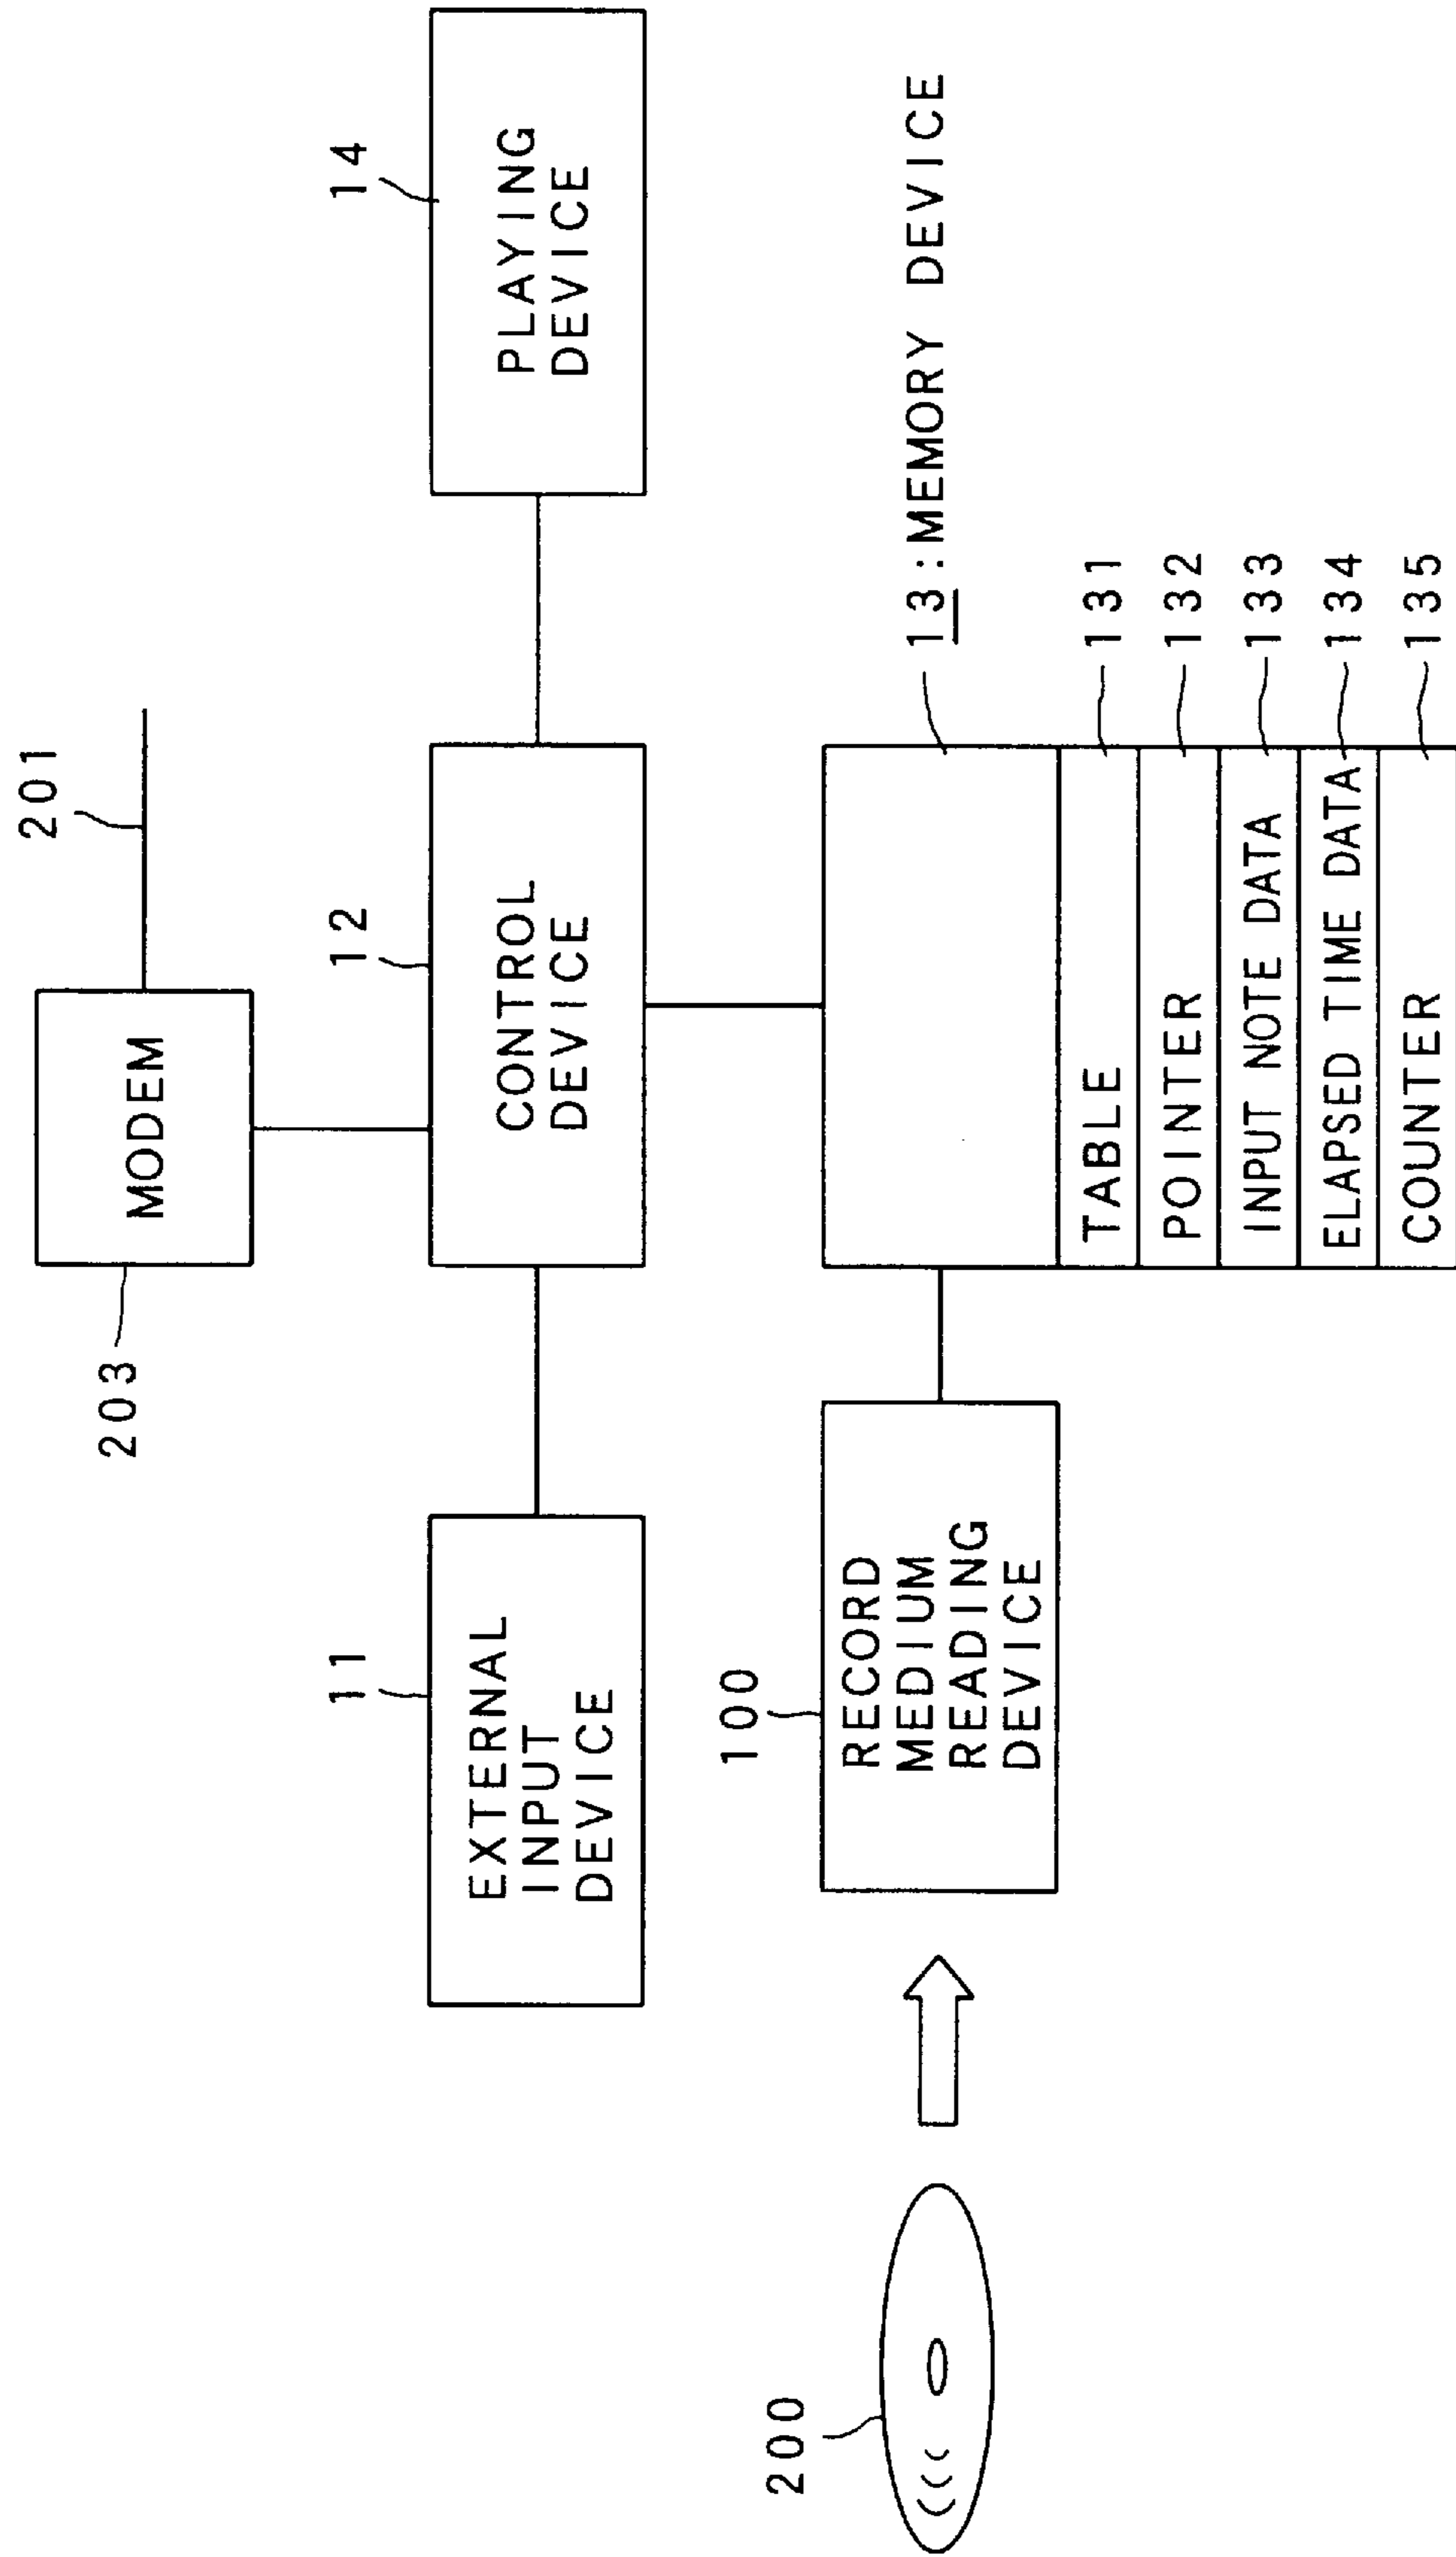 201
203
MODEM
11
12
14
EXTERNAL
INPUT
DEVICE
CONTROL
DEVICE
PLAYING
DEVICE
100
RECORD
MEDIUM
READING
DEVICE
200
13:MEMORY DEVICE
TABLE 131
POINTER 132
INPUT NOTE DATA 133
ELAPSED TIME DATA 134
COUNTER 135